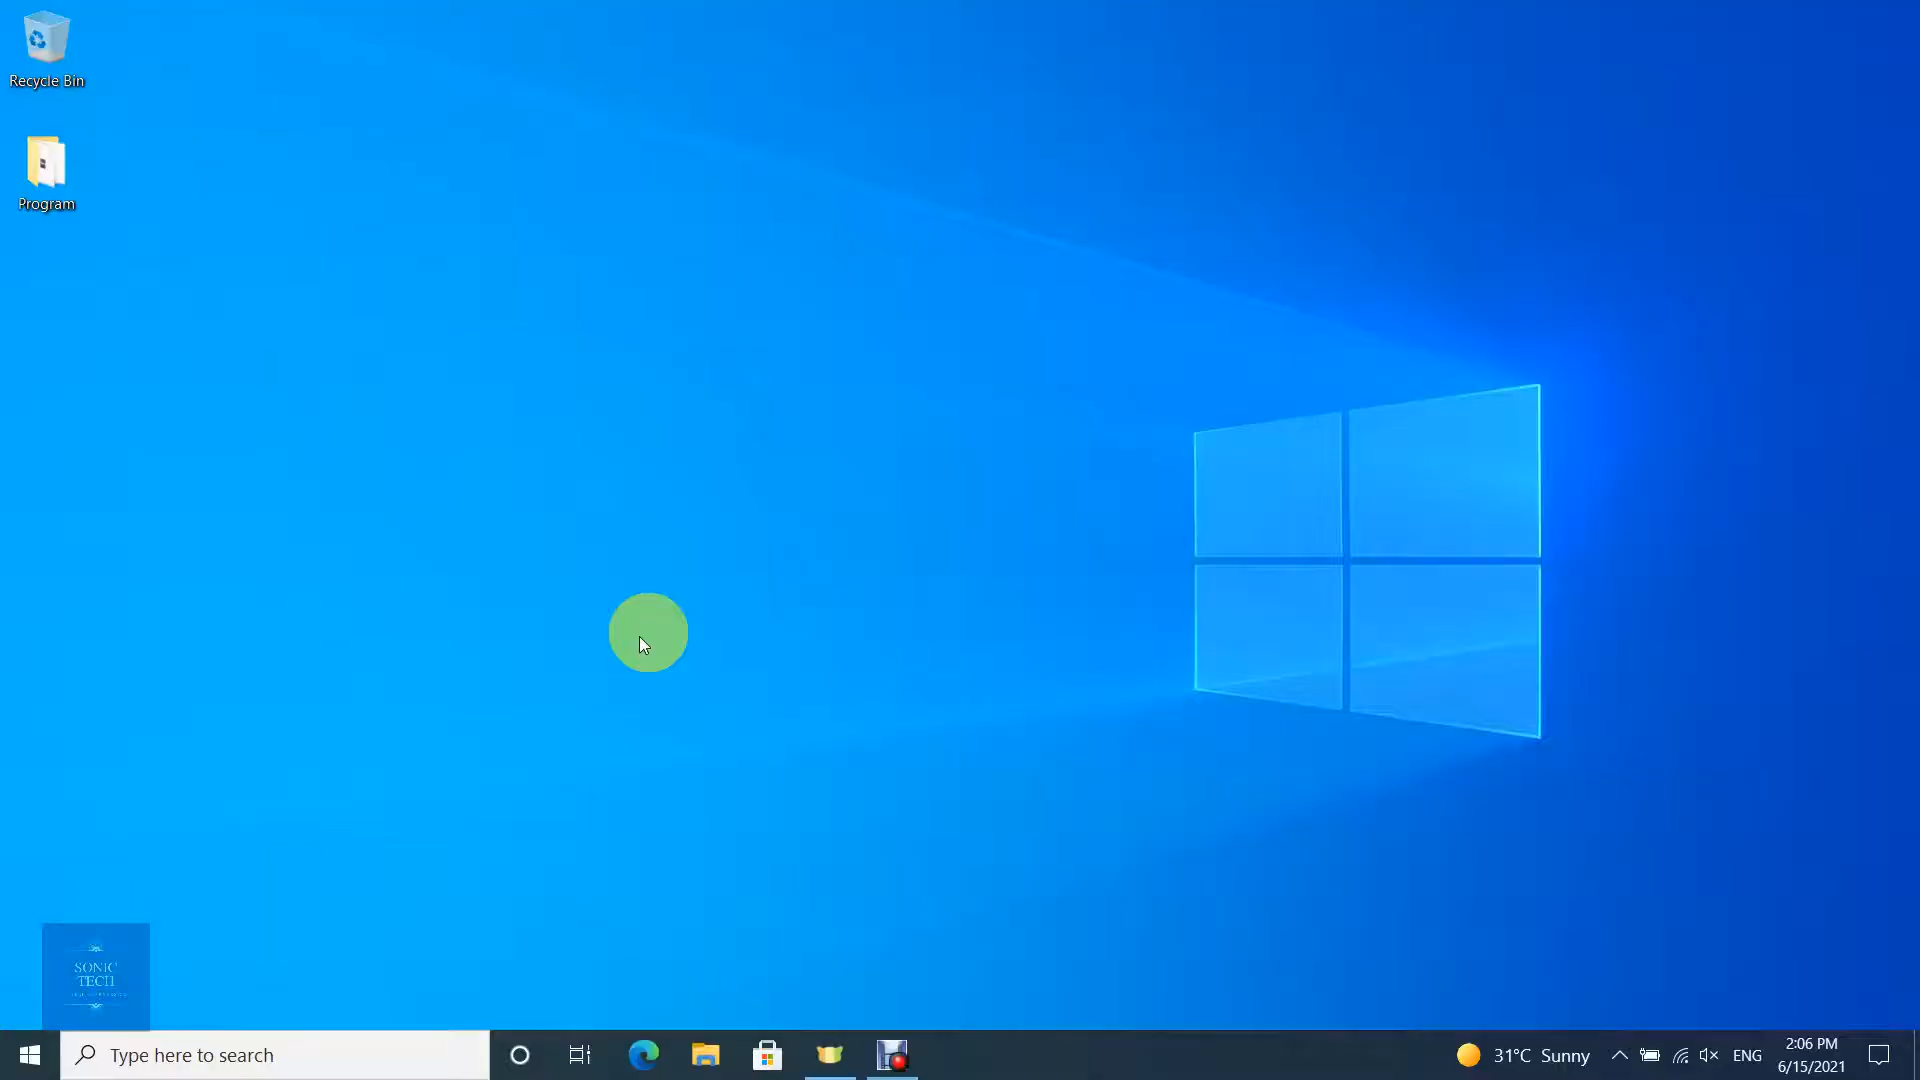 Recycle Bin
Program
SONIC
TECH
Type here to search
31°C Sunny
ENG
2:06 PM
6/15/2021